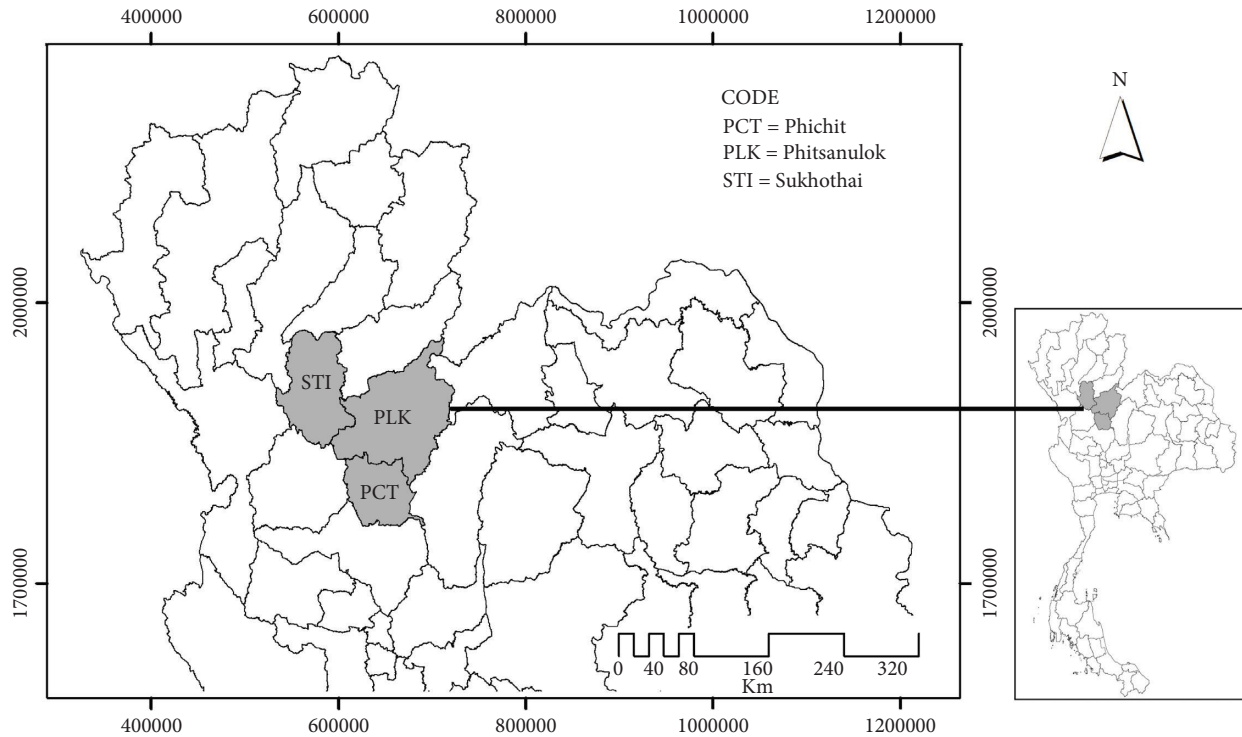 400000 600000 800000 1000000 1200000
N
CODE
PCT = Phichit
PLK = Phitsanulok
STI = Sukhothai
2000000 2000000
STI
PLK
PCT
1700000 1700000
0 40 80 160 240 320
Km
400000 600000 800000 1000000 1200000